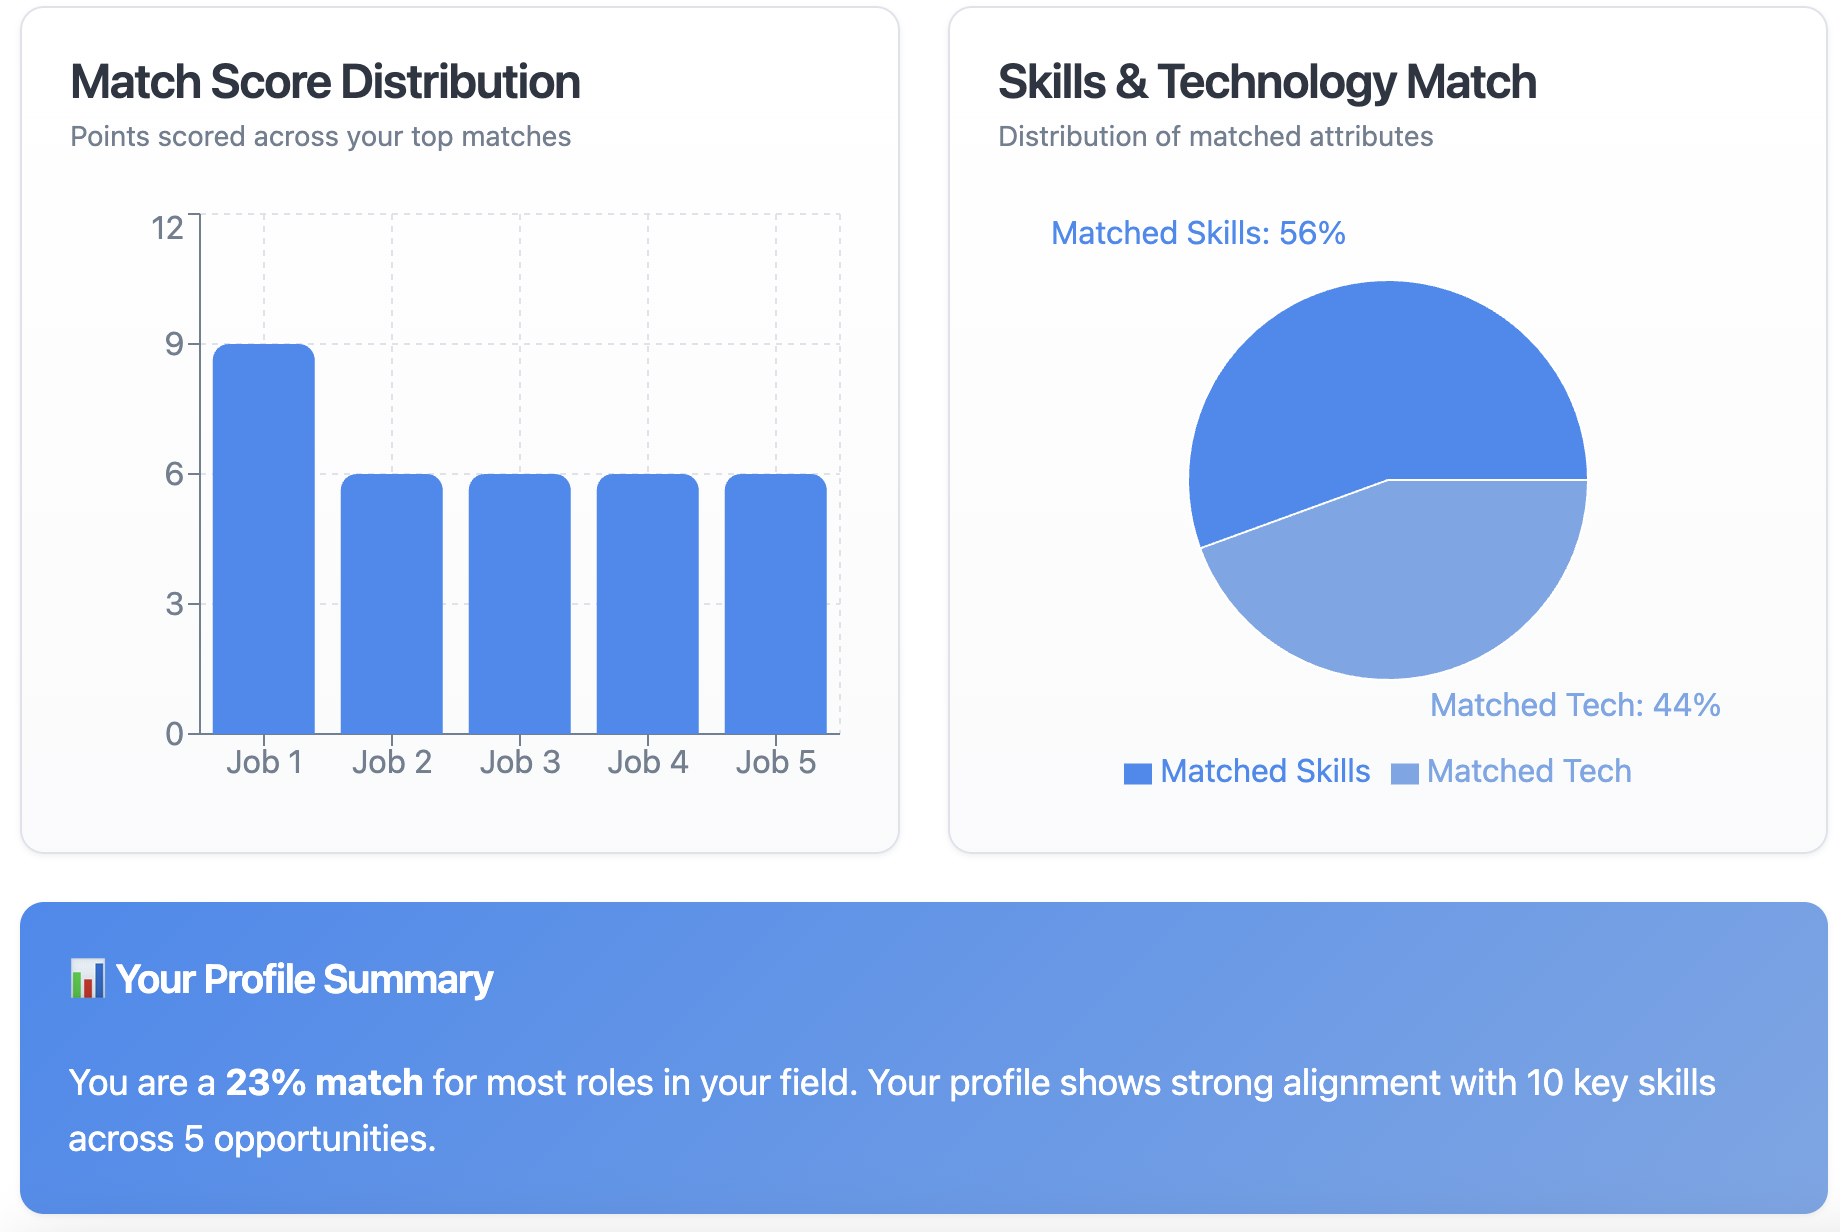 Match Score Distribution
Points scored across your top matches
12
9
6
3
0
Job 1 Job 2 Job 3 Job 4 Job 5
Skills & Technology Match
Distribution of matched attributes
Matched Skills: 56%
Matched Tech: 44%
Matched Skills Matched Tech
📊 Your Profile Summary
You are a 23% match for most roles in your field. Your profile shows strong alignment with 10 key skills
across 5 opportunities.